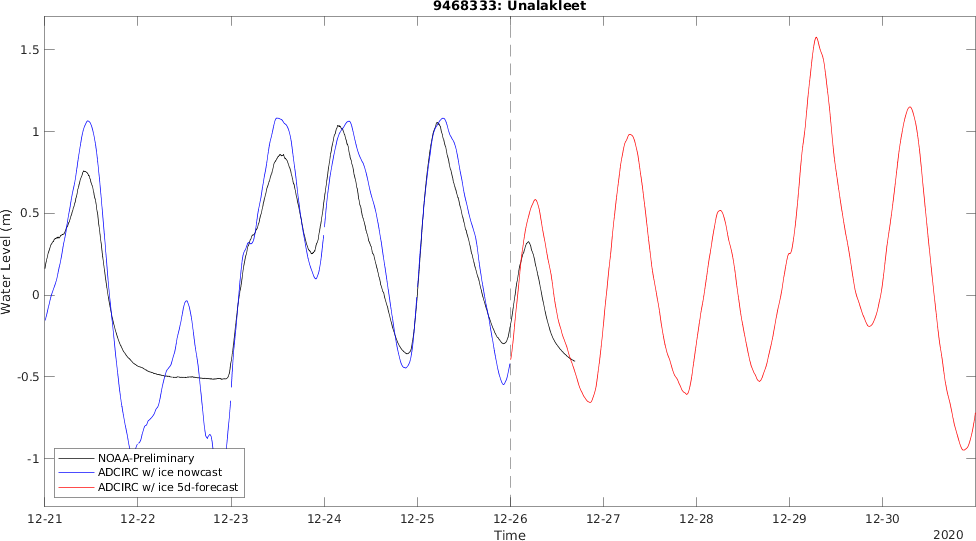 9468333: Unalakleet
Water Level (m)
1.5
1
0.5
0
-0.5
-1
NOAA-Preliminary
ADCIRC w/ ice nowcast
ADCIRC w/ ice 5d-forecast
12-21 12-22 12-23 12-24 12-25 12-26 12-27 12-28 12-29 12-30
Time
2020